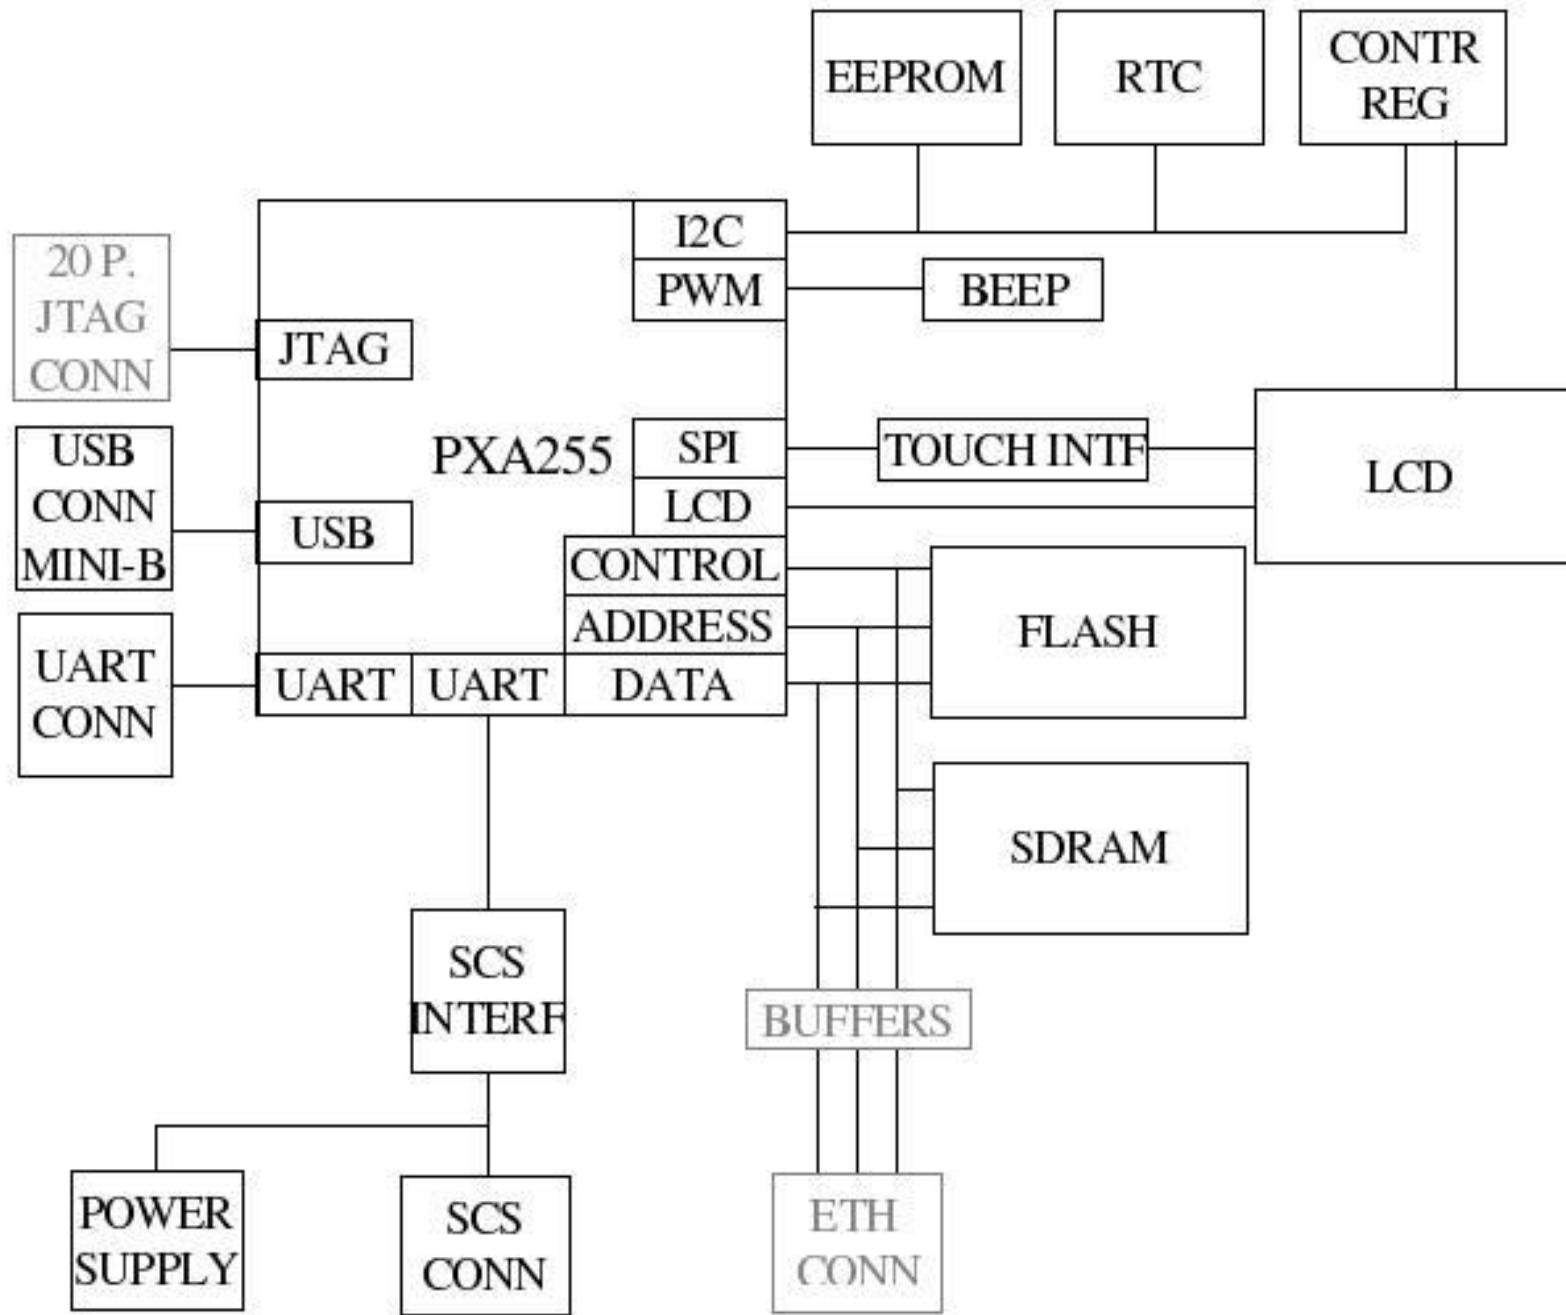 EEPROM
RTC
CONTR
REG
I2C
PWM
BEEP
20 P.
JTAG
CONN
JTAG
USB
CONN
MINI-B
USB
PXA255
SPI
TOUCH INTF
LCD
LCD
CONTROL
ADDRESS
DATA
FLASH
UART
CONN
UART
UART
SDRAM
SCS
INTERF
BUFFERS
POWER
SUPPLY
SCS
CONN
ETH
CONN